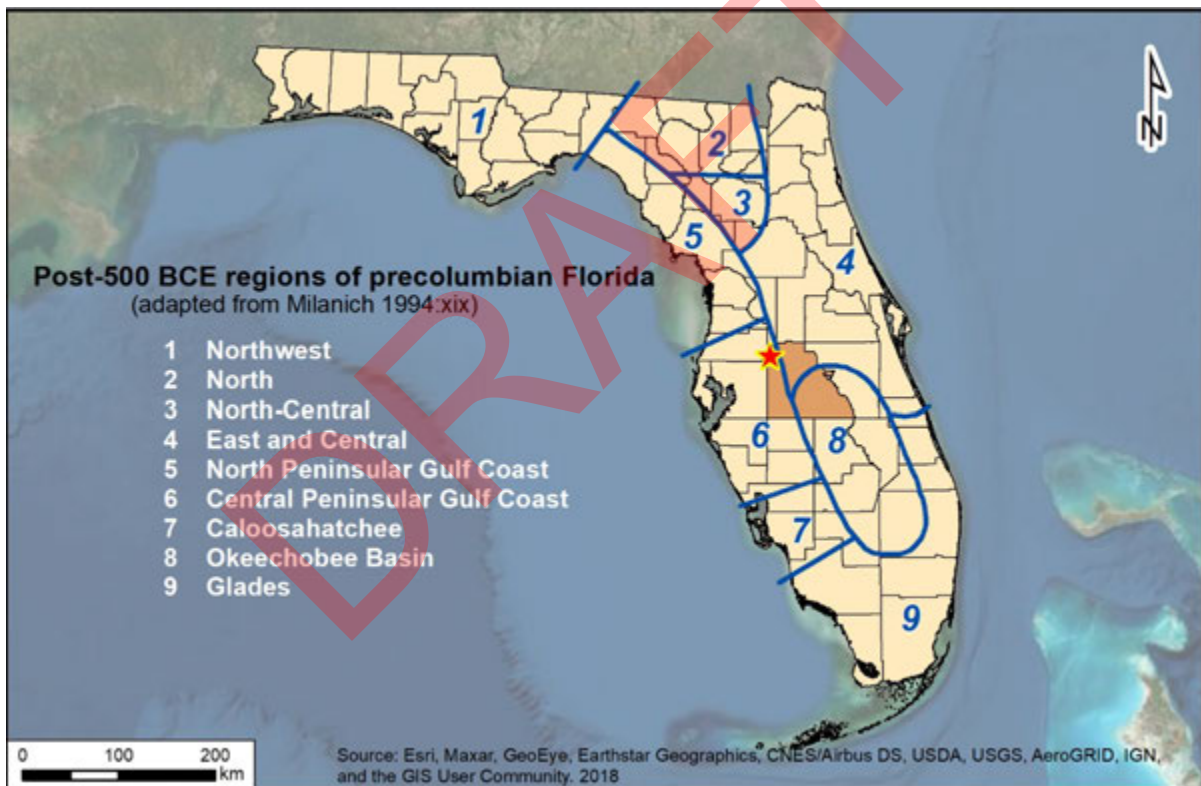 DRAFT
N
1
2
3
5
4
Post-500 BCE regions of precolumbian Florida
(adapted from Milanich 1994:xix)
1 Northwest
2 North
3 North-Central
4 East and Central
5 North Peninsular Gulf Coast
6 Central Peninsular Gulf Coast
7 Caloosahatchee
8 Okeechobee Basin
9 Glades
6
8
7
9
0 100 200
km
Source: Esri, Maxar, GeoEye, Earthstar Geographics, CNES/Airbus DS, USDA, USGS, AeroGRID, IGN,
and the GIS User Community. 2018